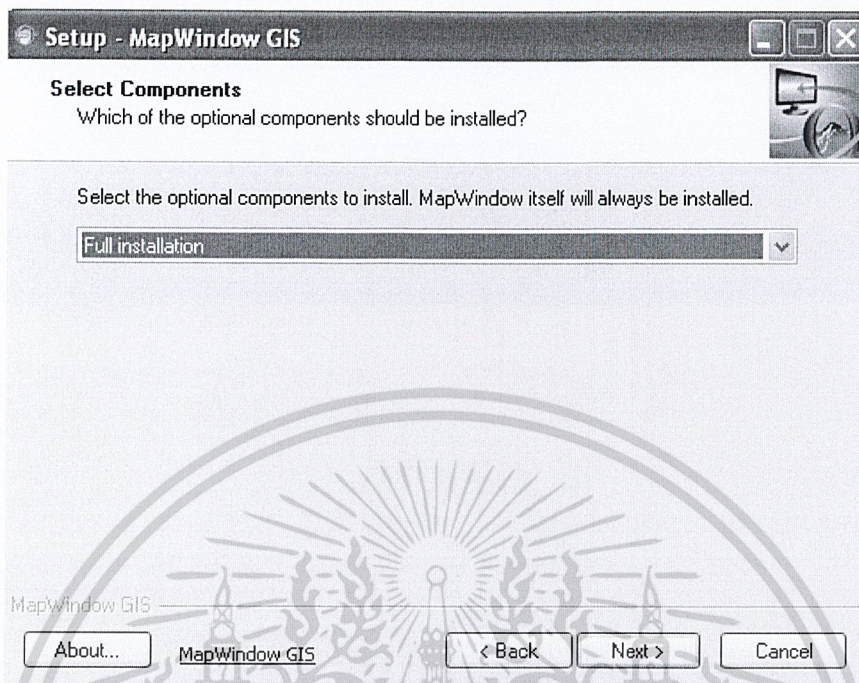 Setup - MapWindow GIS
Select Components
Which of the optional components should be installed?
Select the optional components to install. MapWindow itself will always be installed.
Full installation
MapWindow GIS
About...
MapWindow GIS
< Back
Next >
Cancel